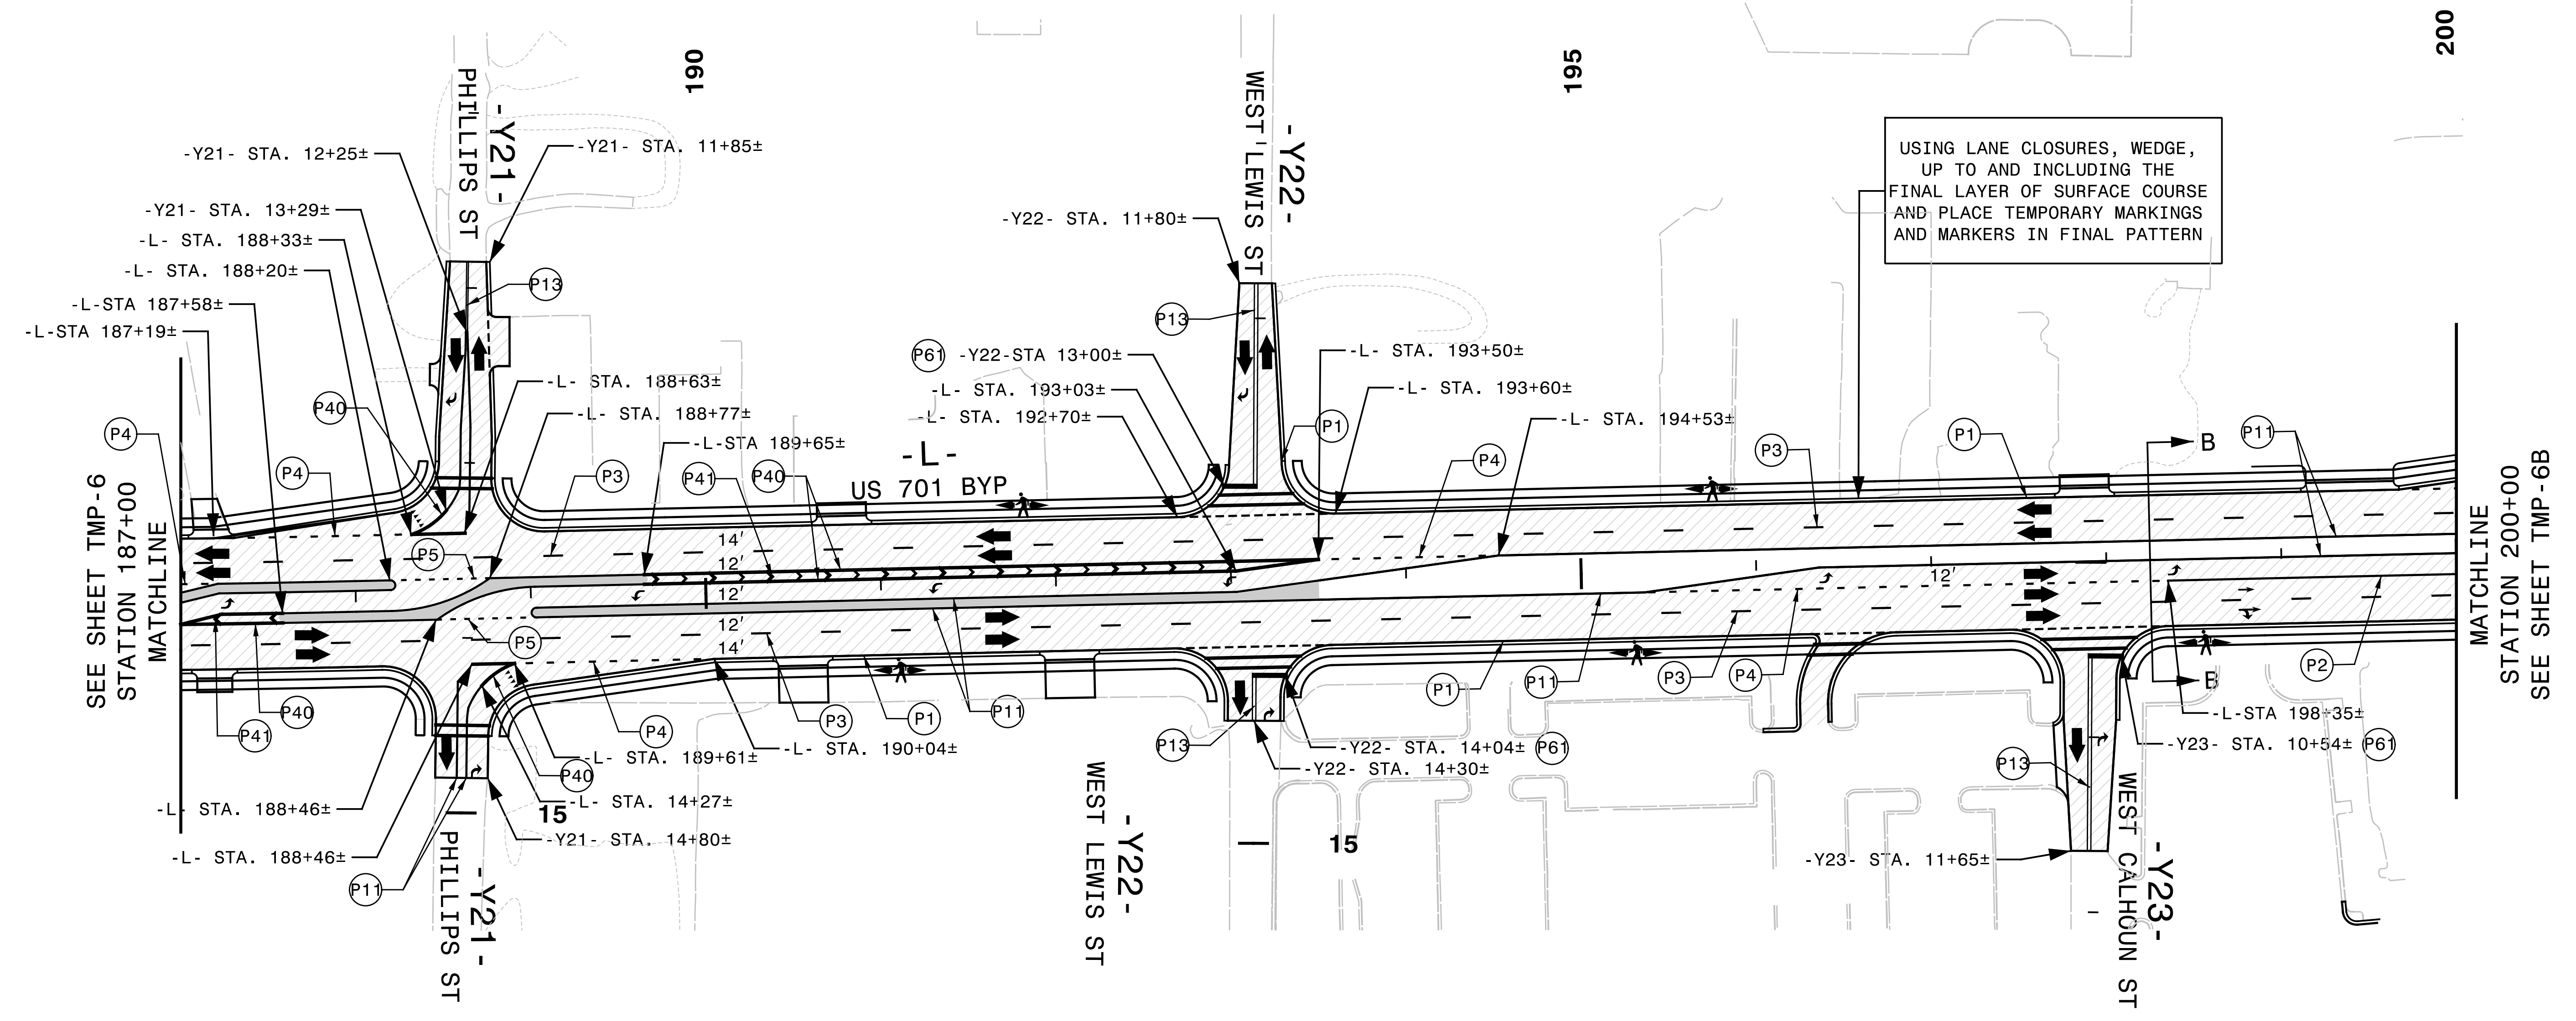 190
195
200
PHILLIPS ST
-Y21-
WEST LEWIS ST
-Y22-
-Y21- STA. 12+25±
-Y21- STA. 11+85±
-Y21- STA. 13+29±
-L- STA. 188+33±
-L- STA. 188+20±
-L-STA 187+58±
-L-STA 187+19±
P13
-Y22- STA. 11+80±
P13
USING LANE CLOSURES, WEDGE,
UP TO AND INCLUDING THE
FINAL LAYER OF SURFACE COURSE
AND PLACE TEMPORARY MARKINGS
AND MARKERS IN FINAL PATTERN
P61 -Y22-STA 13+00±
-L- STA. 193+03±
-L- STA. 192+70±
-L- STA. 193+50±
-L- STA. 193+60±
-L- STA. 194+53±
-L- STA. 188+63±
-L- STA. 188+77±
-L-STA 189+65±
P40
P4
P4
P3
P41
P40
-L-
US 701 BYP
P1
P4
P3
P1
B
P11
SEE SHEET TMP-6
STATION 187+00
MATCHLINE
MATCHLINE
STATION 200+00
SEE SHEET TMP-6B
14'
12'
12'
12'
14'
12'
P5
P5
P40
P41
P4
P3
P1
P11
P1
P11
P3
P4
B
P2
-L- STA. 189+61±
P40
-L- STA. 190+04±
-L- STA. 14+27±
15
-Y21- STA. 14+80±
-L- STA. 188+46±
-L- STA. 188+46±
P11
P13
-Y22- STA. 14+04± P61
-Y22- STA. 14+30±
15
-L-STA 198+35±
-Y23- STA. 10+54± P61
P13
-Y23- STA. 11+65±
PHILLIPS ST
-Y21-
WEST LEWIS ST
-Y22-
WEST CALHOUN ST
-Y23-